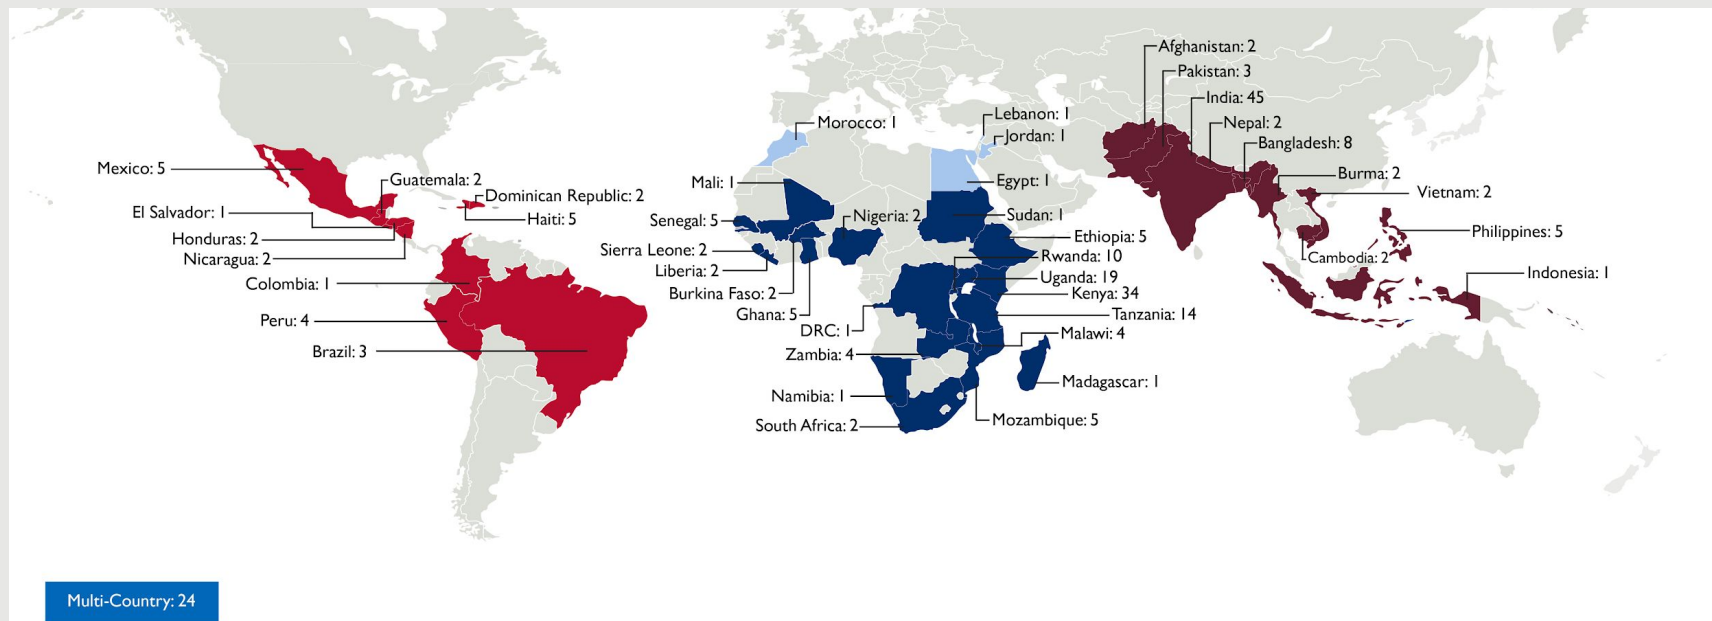 Mexico: 5
Guatemala: 2
Dominican Republic: 2
El Salvador: 1
Haiti: 5
Honduras: 2
Nicaragua: 2
Colombia: 1
Peru: 4
Brazil: 3
Morocco: 1
Lebanon: 1
Jordan: 1
Mali: 1
Egypt: 1
Senegal: 5
Nigeria: 2
Sudan: 1
Sierra Leone: 2
Ethiopia: 5
Liberia: 2
Rwanda: 10
Burkina Faso: 2
Uganda: 19
Ghana: 5
Kenya: 34
DRC: 1
Tanzania: 14
Zambia: 4
Malawi: 4
Namibia: 1
Madagascar: 1
South Africa: 2
Mozambique: 5
Afghanistan: 2
Pakistan: 3
India: 45
Nepal: 2
Bangladesh: 8
Burma: 2
Vietnam: 2
Philippines: 5
Cambodia: 2
Indonesia: 1
Multi-Country: 24